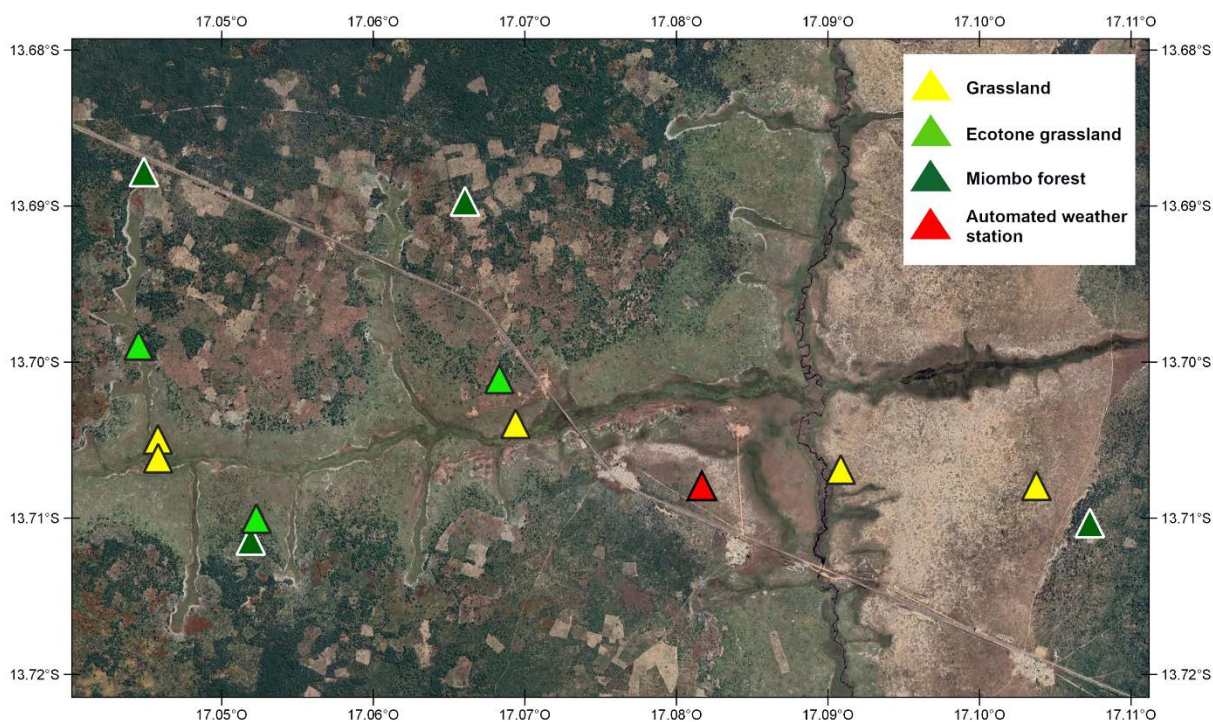 17.05°O 17.06°O 17.07°O 17.08°O 17.09°O 17.10°O 17.11°O
13.68°S 13.68°S
Grassland
Ecotone grassland
Miombo forest
Automated weather
station
13.69°S 13.69°S
13.70°S 13.70°S
13.71°S 13.71°S
13.72°S 13.72°S
17.05°O 17.06°O 17.07°O 17.08°O 17.09°O 17.10°O 17.11°O